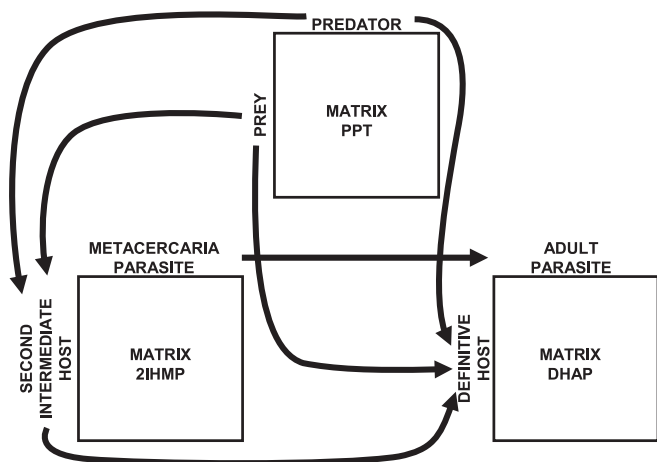 PREDATOR
PREY
MATRIX
PPT
METACERCARIA
PARASITE
ADULT
PARASITE
SECOND
INTERMEDIATE
HOST
MATRIX
2IHMP
DEFINITIVE
HOST
MATRIX
DHAP